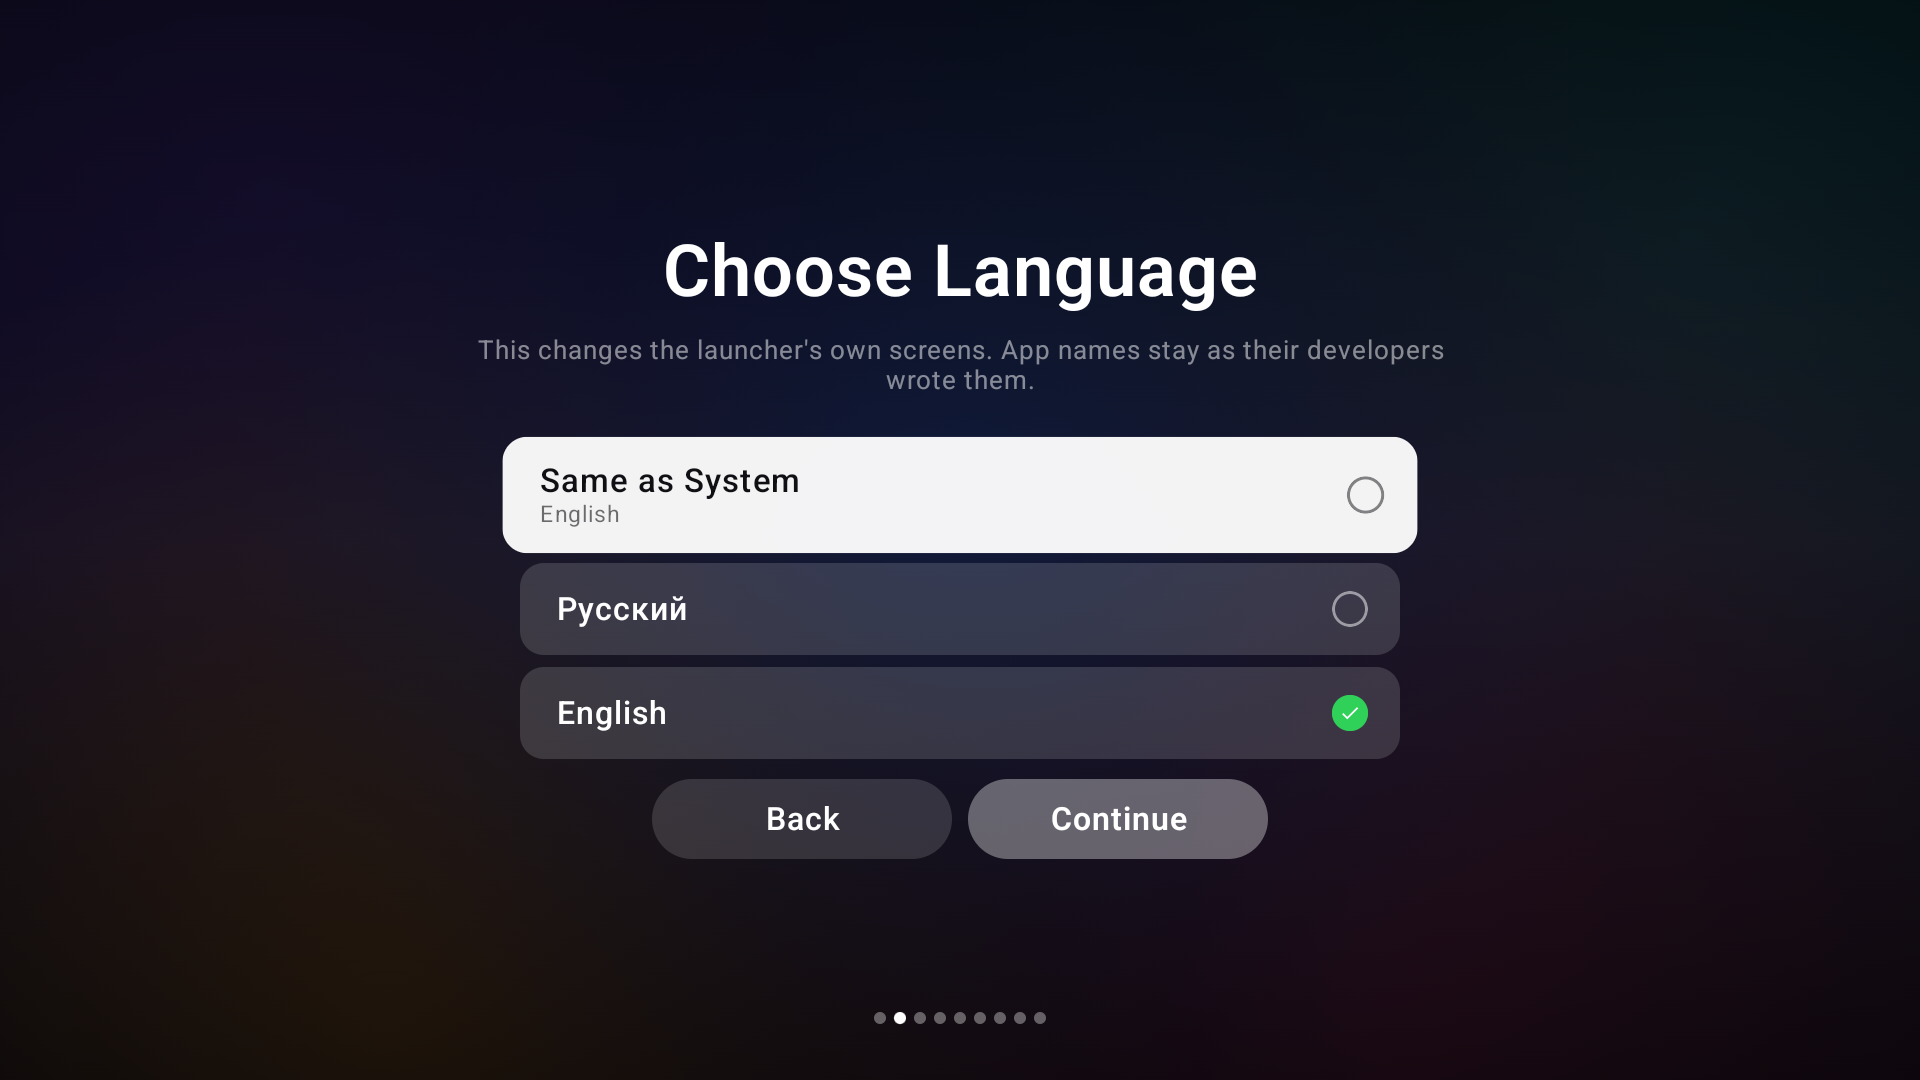 Choose Language
This changes the launcher's own screens. App names stay as their developers
wrote them.
Same as System
English
Русский
English
Back
Continue